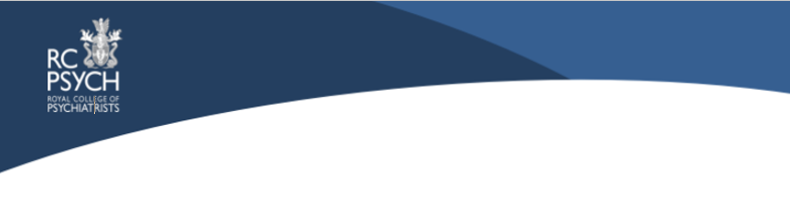 RC
PSYCH
ROYAL COLLEGE OF
PSYCHIATRISTS